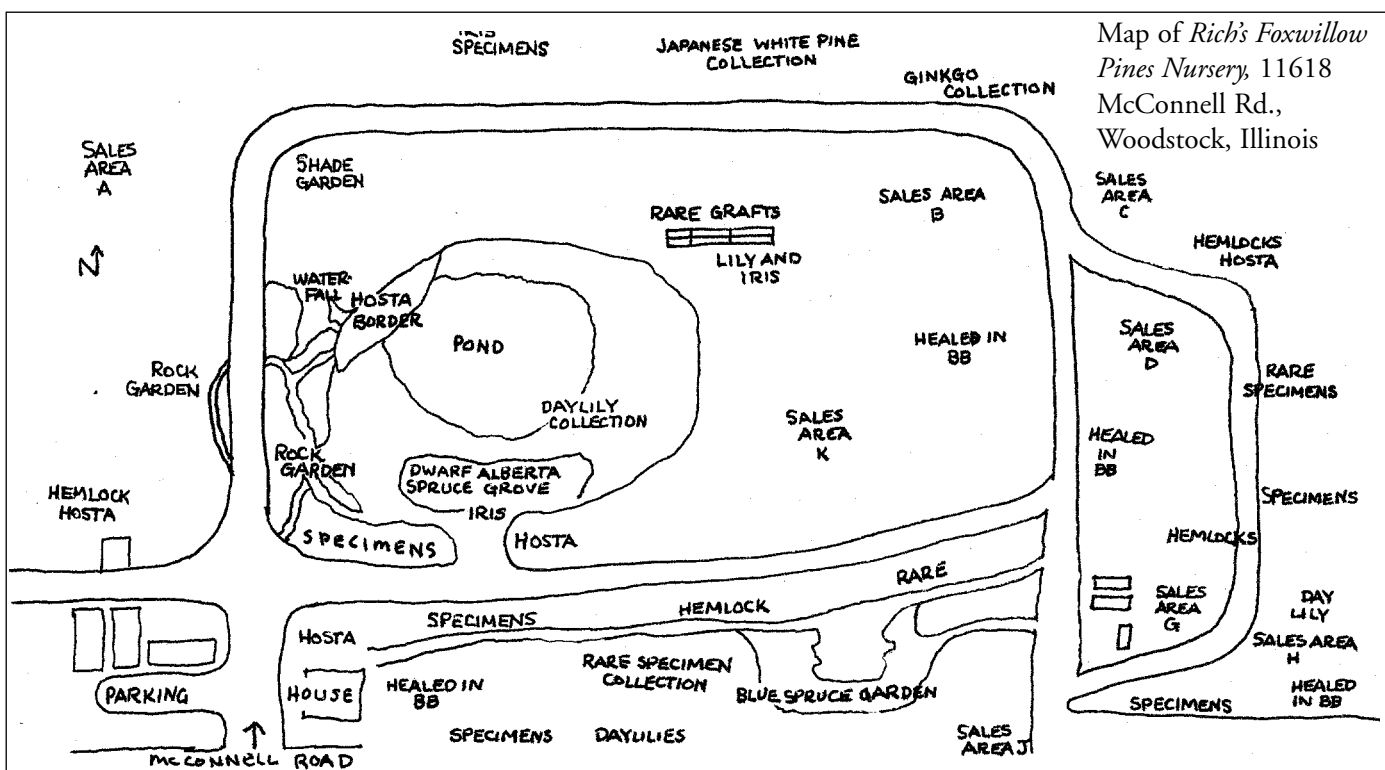 Map of Rich's Foxwillow
Pines Nursery, 11618
McConnell Rd.,
Woodstock, Illinois
IRIS
SPECIMENS
JAPANESE WHITE PINE
COLLECTION
GINKGO
COLLECTION
SALES
AREA
A
SHADE
GARDEN
SALES AREA
B
SALES
AREA
C
RARE GRAFTS
LILY AND
IRIS
HEMLOCKS
HOSTA
N
WATER-
FALL
HOSTA
BORDER
POND
HEALED IN
BB
SALES
AREA
D
ROCK
GARDEN
RARE
SPECIMENS
DAYLILY
COLLECTION
SALES
AREA
K
HEALED
IN
BB
ROCK
GARDEN
DWARF ALBERTA
SPRUCE GROVE
IRIS
HEMLOCK
HOSTA
SPECIMENS
SPECIMENS
HOSTA
HEMLOCKS
RARE
HEMLOCK
SPECIMENS
HOSTA
SALES
AREA
G
DAY
LILY
SALES AREA
H
PARKING
HOUSE
HEALED IN
BB
RARE SPECIMEN
COLLECTION
BLUE SPRUCE GARDEN
SPECIMENS
HEALED
IN BB
SPECIMENS
DAYLILIES
SALES
AREA J
MCCONNELL ROAD